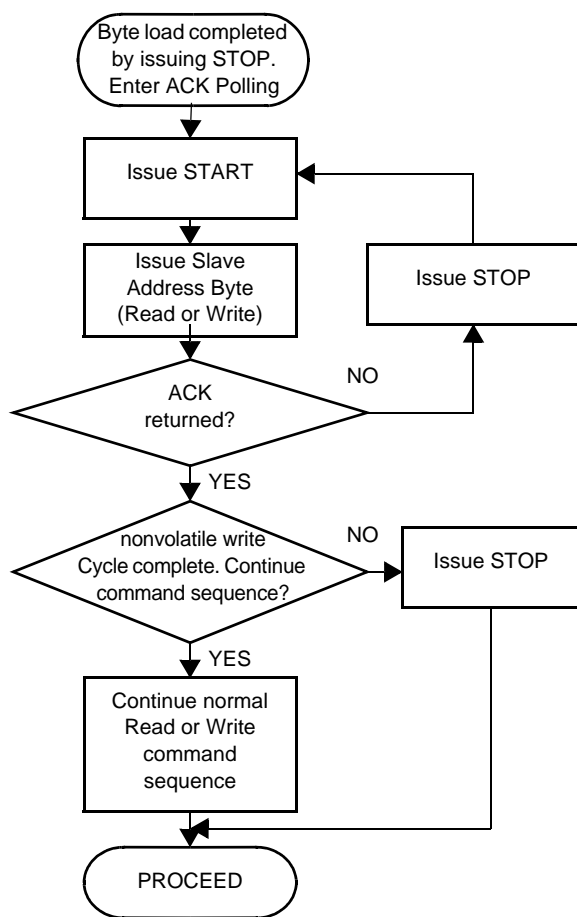 Byte load completed
by issuing STOP.
Enter ACK Polling
Issue START
Issue Slave
Address Byte
(Read or Write)
Issue STOP
ACK
returned?
NO
YES
nonvolatile write
Cycle complete. Continue
command sequence?
NO
Issue STOP
YES
Continue normal
Read or Write
command
sequence
PROCEED